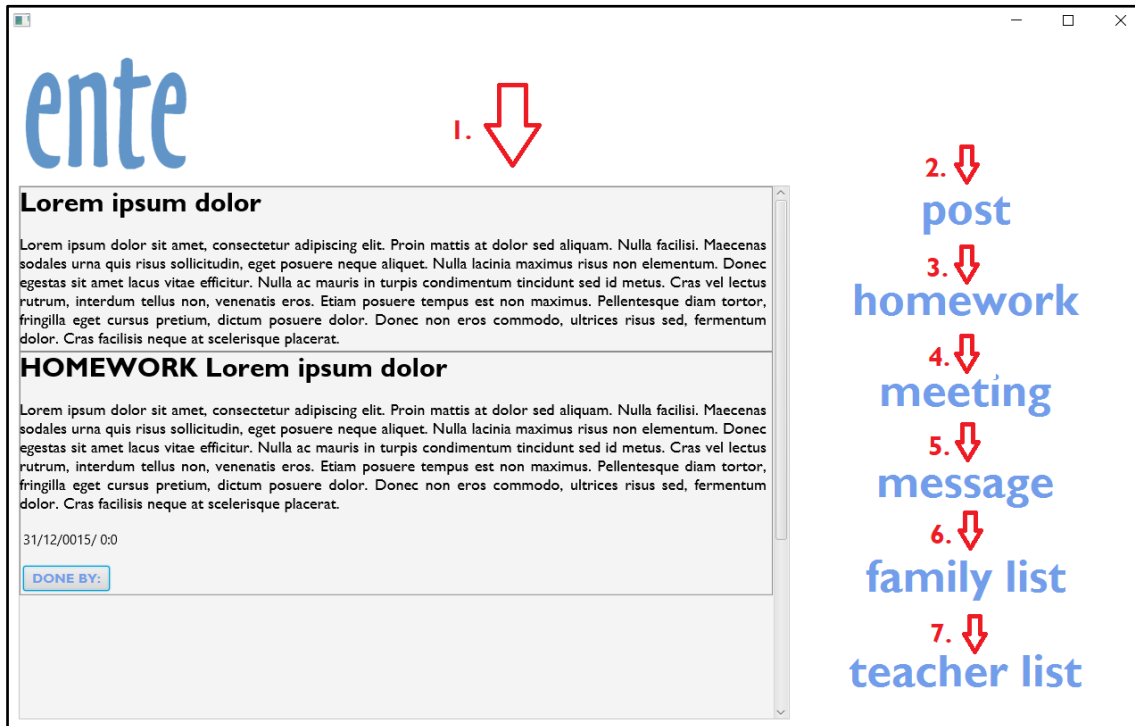 ente
1.
Lorem ipsum dolor
Lorem ipsum dolor sit amet, consectetur adipiscing elit. Proin mattis at dolor sed aliquam. Nulla facilisi. Maecenas
sodales urna quis risus sollicitudin, eget posuere neque aliquet. Nulla lacinia maximus risus non elementum. Donec
egestas sit amet lacus vitae efficitur. Nulla ac mauris in turpis condimentum tincidunt sed id metus. Cras vel lectus
rutrum, interdum tellus non, venenatis eros. Etiam posuere tempus est non maximus. Pellentesque diam tortor,
fringilla eget cursus pretium, dictum posuere dolor. Donec non eros commodo, ultrices risus sed, fermentum
dolor. Cras facilisis neque at scelerisque placerat.
HOMEWORK Lorem ipsum dolor
Lorem ipsum dolor sit amet, consectetur adipiscing elit. Proin mattis at dolor sed aliquam. Nulla facilisi. Maecenas
sodales urna quis risus sollicitudin, eget posuere neque aliquet. Nulla lacinia maximus risus non elementum. Donec
egestas sit amet lacus vitae efficitur. Nulla ac mauris in turpis condimentum tincidunt sed id metus. Cras vel lectus
rutrum, interdum tellus non, venenatis eros. Etiam posuere tempus est non maximus. Pellentesque diam tortor,
fringilla eget cursus pretium, dictum posuere dolor. Donec non eros commodo, ultrices risus sed, fermentum
dolor. Cras facilisis neque at scelerisque placerat.
31/12/0015/ 0:0
DONE BY:
2.
post
3.
homework
4.
meeting
5.
message
6.
family list
7.
teacher list